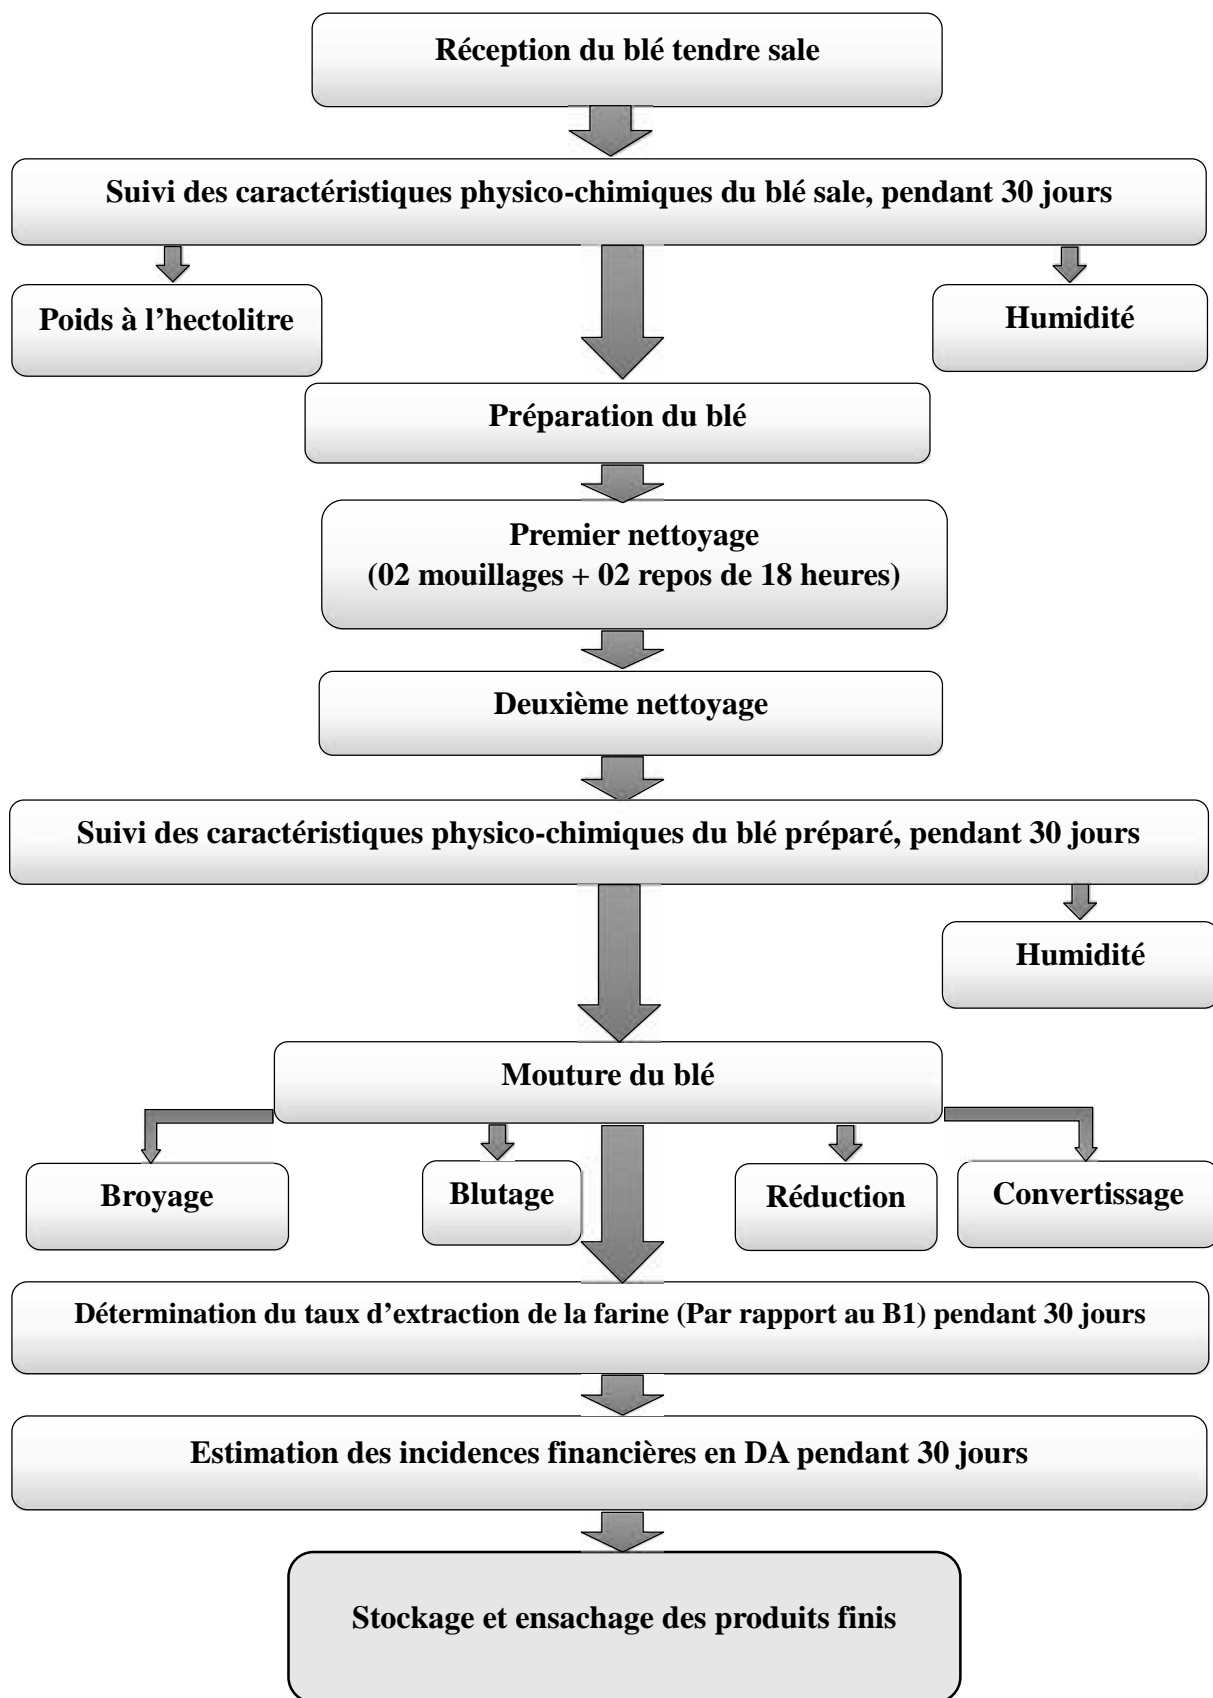 Réception du blé tendre sale
Suivi des caractéristiques physico-chimiques du blé sale, pendant 30 jours
Poids à l’hectolitre
Humidité
Préparation du blé
Premier nettoyage
(02 mouillages + 02 repos de 18 heures)
Deuxième nettoyage
Suivi des caractéristiques physico-chimiques du blé préparé, pendant 30 jours
Humidité
Mouture du blé
Broyage
Blutage
Réduction
Convertissage
Détermination du taux d’extraction de la farine (Par rapport au B1) pendant 30 jours
Estimation des incidences financières en DA pendant 30 jours
Stockage et ensachage des produits finis